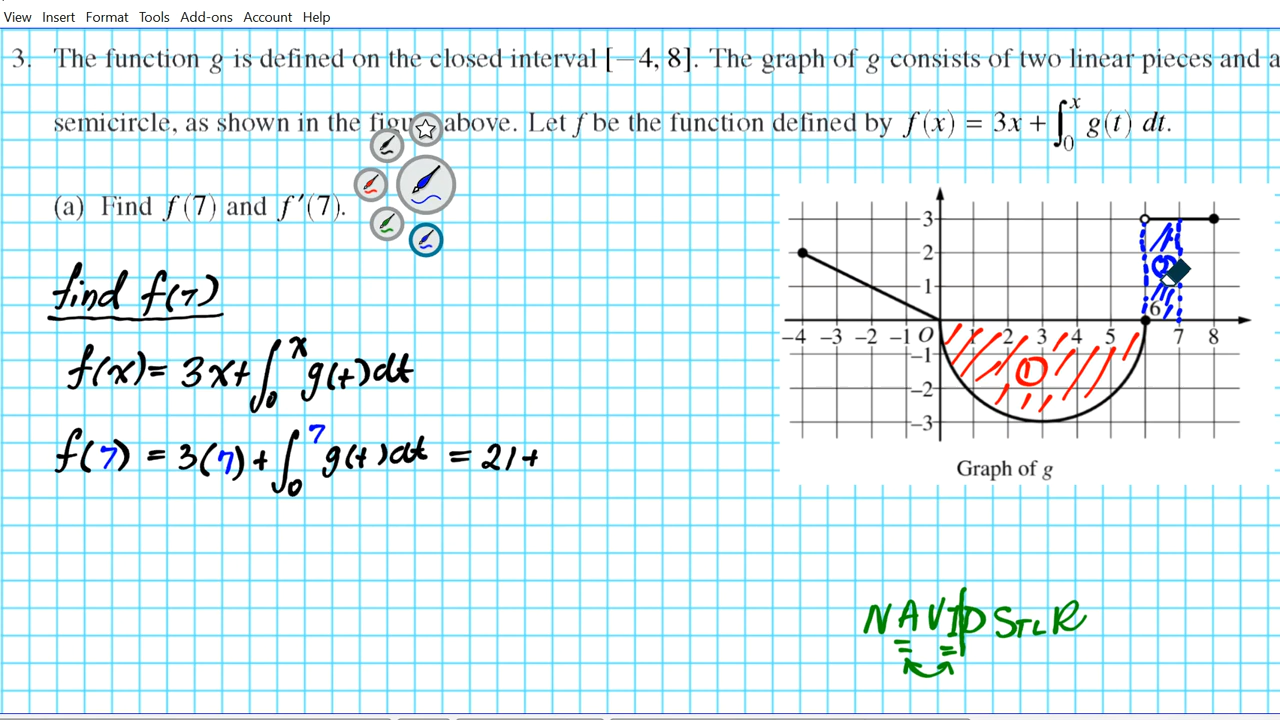 View Insert Format Tools Add-ons Account Help
3. The function g is defined on the closed interval [−4, 8]. The graph of g consists of two linear pieces and a
semicircle, as shown in the figu above. Let f be the function defined by f(x) = 3x + ∫₀ˣ g(t) dt.
(a) Find f(7) and f′(7).
find f(7)
f(x) = 3x + ∫₀ˣ g(t)dt
f(7) = 3(7) + ∫₀⁷ g(t)dt = 21 +
3
2
1
6
−4 −3 −2 −1 O 1 2 3 4 5 7 8
−1
−2
−3
①
②
Graph of g
NAVID STLR